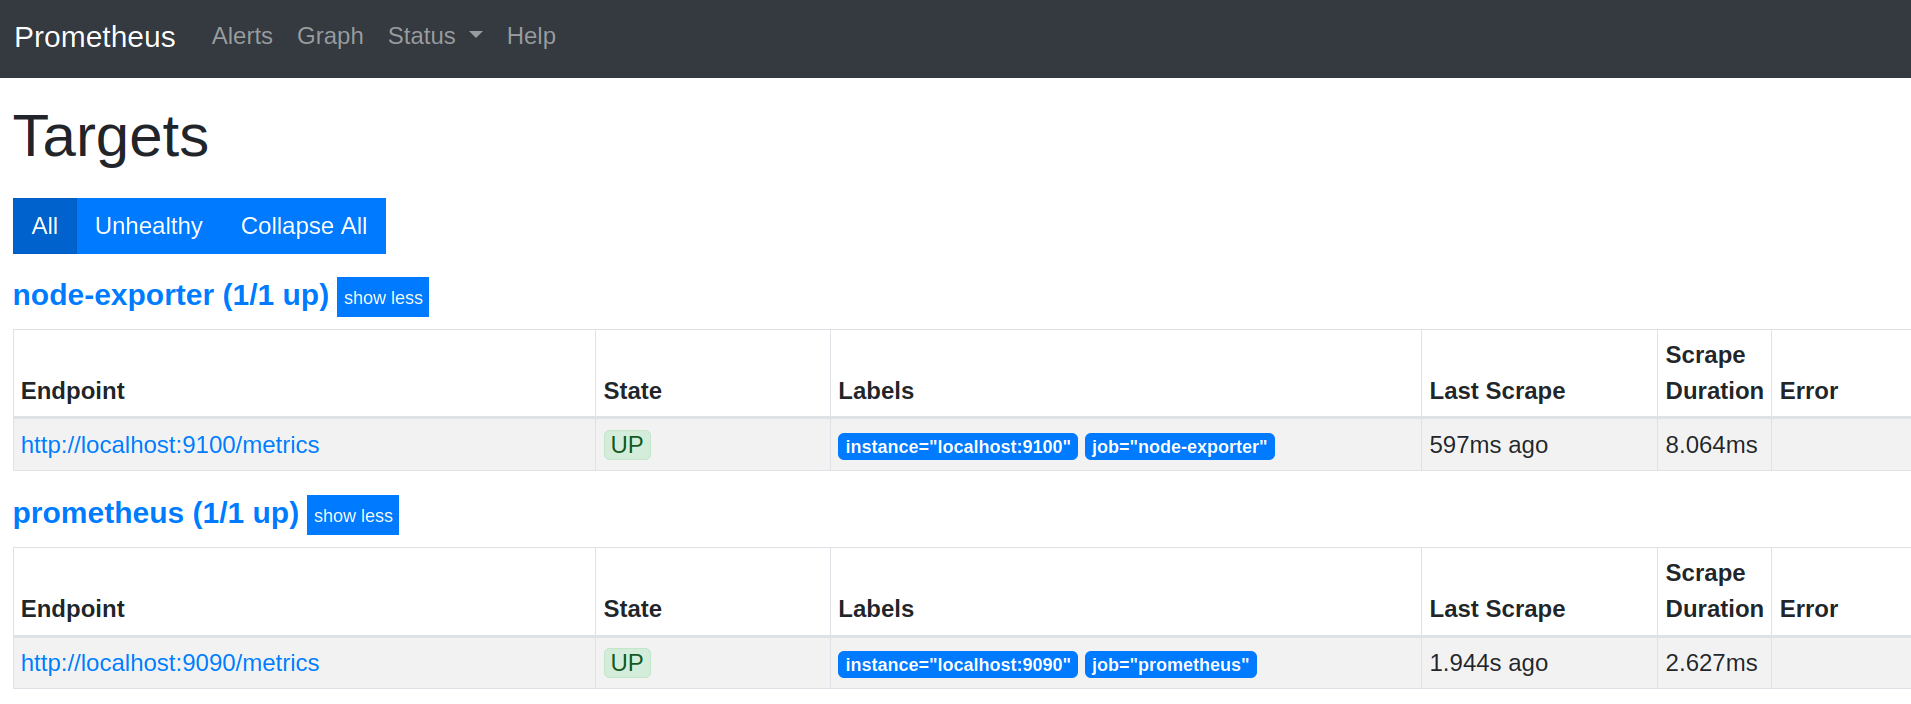 Prometheus Alerts Graph Status Help
Targets
All Unhealthy Collapse All
node-exporter (1/1 up) show less
Endpoint State Labels Last Scrape Scrape Duration Error
http://localhost:9100/metrics UP instance="localhost:9100" job="node-exporter" 597ms ago 8.064ms
prometheus (1/1 up) show less
Endpoint State Labels Last Scrape Scrape Duration Error
http://localhost:9090/metrics UP instance="localhost:9090" job="prometheus" 1.944s ago 2.627ms